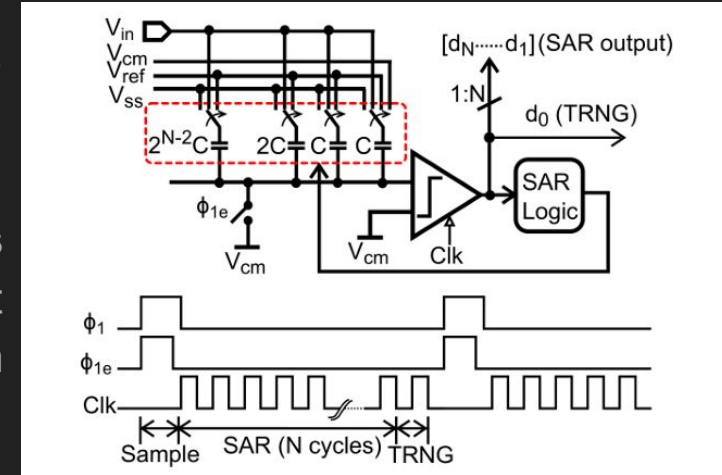 Vin
Vcm
Vref
Vss
[dN······d1](SAR output)
1:N
d0 (TRNG)
2N-2C
2C
C
C
ϕ1e
Vcm
Vcm
Clk
SAR
Logic
ϕ1
ϕ1e
Clk
Sample
SAR (N cycles)
TRNG